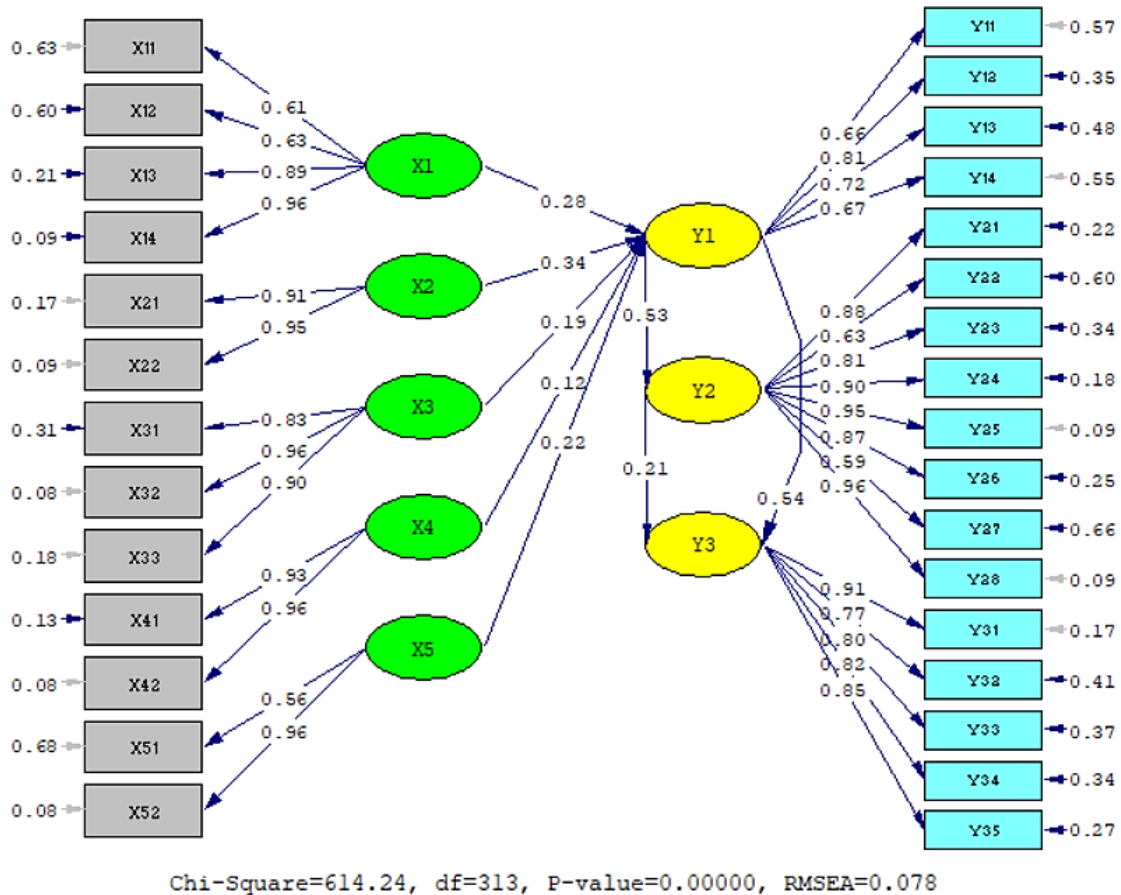 0.63 X11
0.60 X12
0.21 X13
0.09 X14
0.17 X21
0.09 X22
0.31 X31
0.08 X32
0.18 X33
0.13 X41
0.08 X42
0.68 X51
0.08 X52
0.61
0.63
0.89
0.96
0.91
0.95
0.83
0.96
0.90
0.93
0.96
0.56
0.96
X1
X2
X3
X4
X5
0.28
0.34
0.19
0.12
0.22
Y1
0.53
Y2
0.21
0.54
Y3
0.66
0.81
0.72
0.67
0.88
0.63
0.81
0.90
0.95
0.87
0.59
0.96
0.91
0.77
0.80
0.82
0.85
Y11 0.57
Y12 0.35
Y13 0.48
Y14 0.55
Y21 0.22
Y22 0.60
Y23 0.34
Y24 0.18
Y25 0.09
Y26 0.25
Y27 0.66
Y28 0.09
Y31 0.17
Y32 0.41
Y33 0.37
Y34 0.34
Y35 0.27
Chi-Square=614.24, df=313, P-value=0.00000, RMSEA=0.078